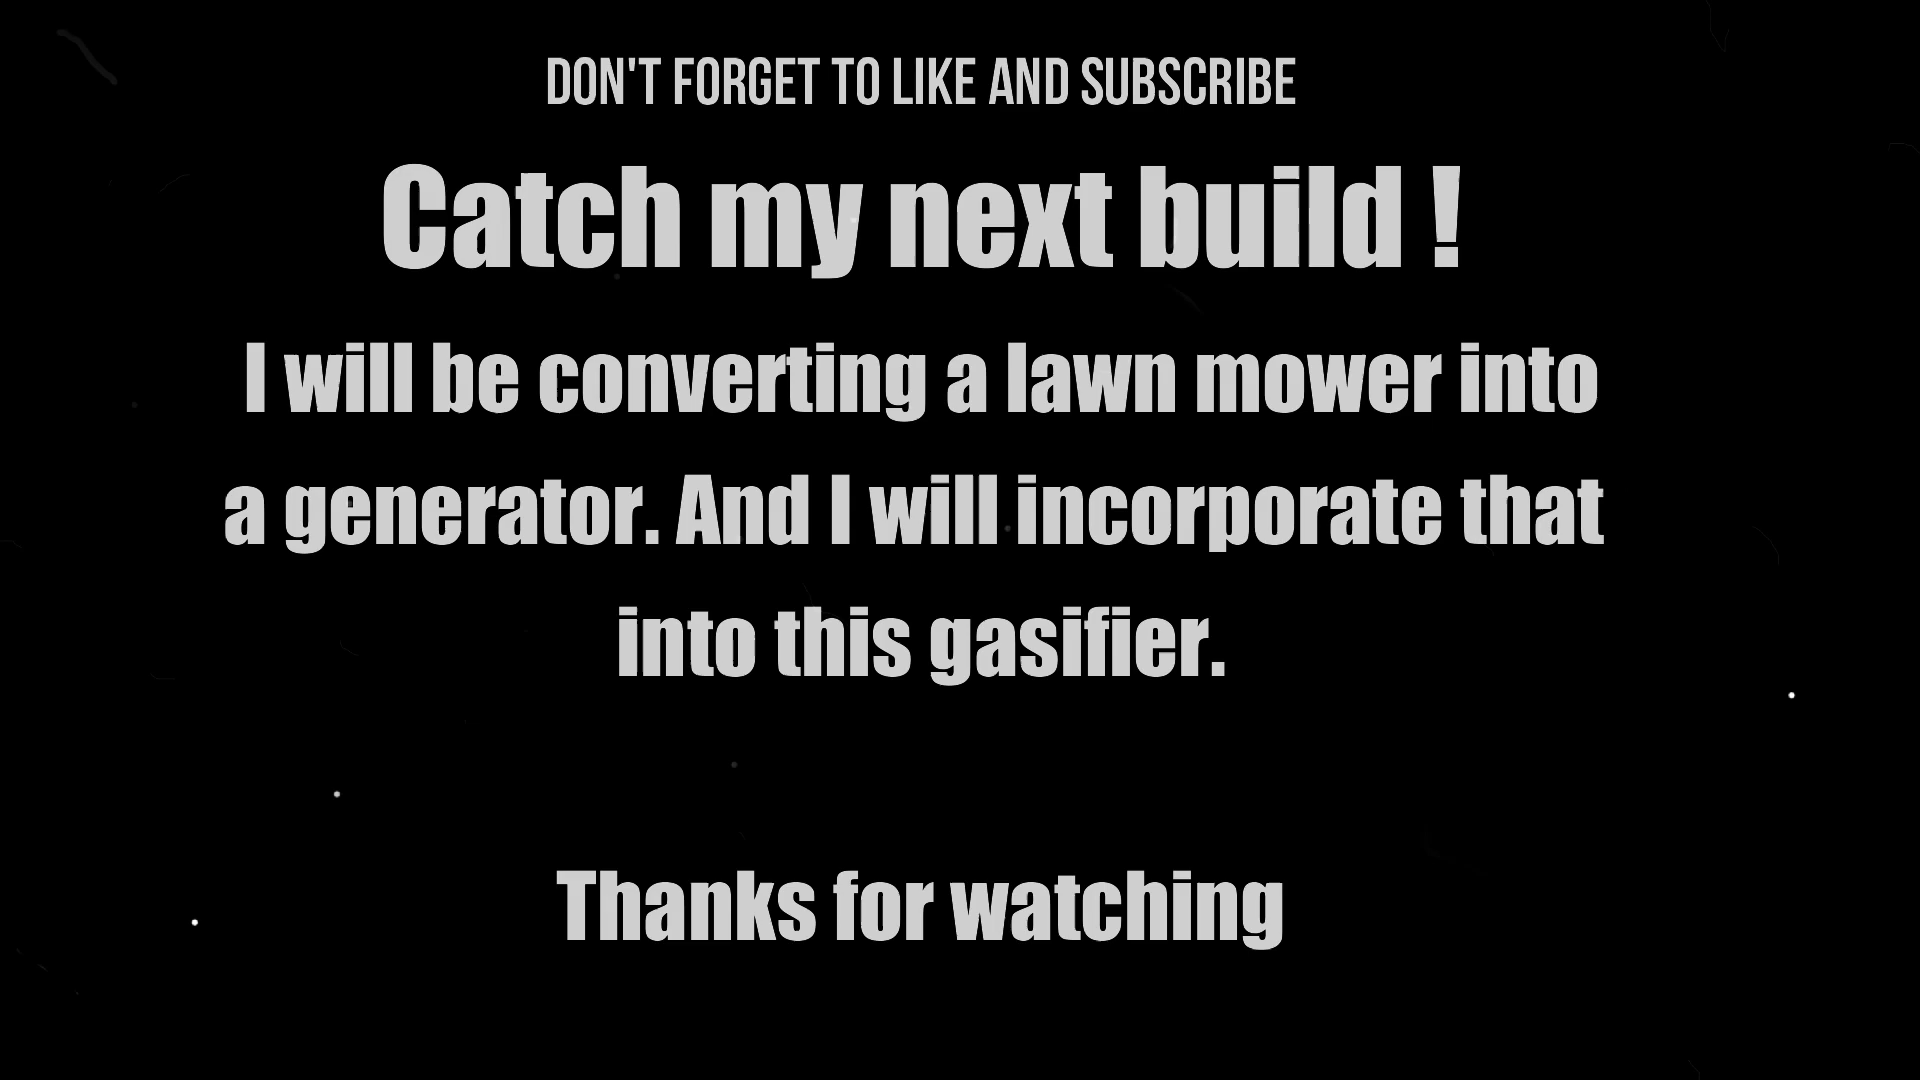 DON'T FORGET TO LIKE AND SUBSCRIBE
Catch my next build !
I will be converting a lawn mower into
a generator. And I will incorporate that
into this gasifier.
Thanks for watching